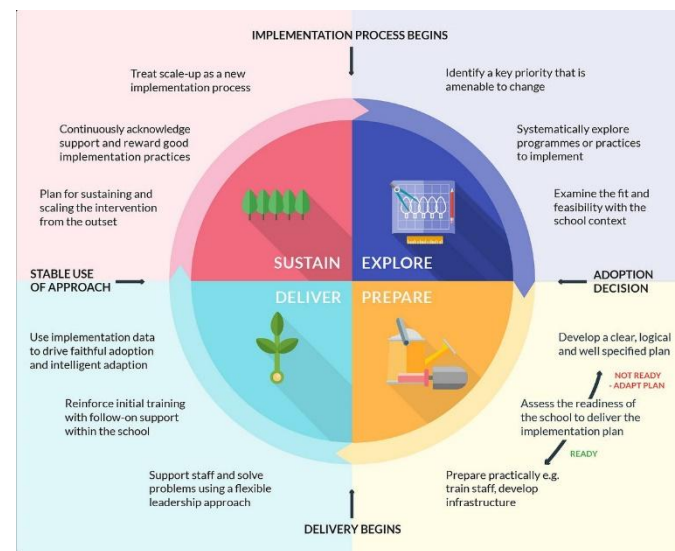 IMPLEMENTATION PROCESS BEGINS
Treat scale-up as a new
implementation process
Identify a key priority that is
amenable to change
Continuously acknowledge
support and reward good
implementation practices
Systematically explore
programmes or practices
to implement
Plan for sustaining and
scaling the intervention
from the outset
Examine the fit and
feasibility with the
school context
SUSTAIN
EXPLORE
STABLE USE
OF APPROACH
ADOPTION
DECISION
DELIVER
PREPARE
Use implementation data
to drive faithful adoption
and intelligent adaption
Develop a clear, logical
and well specified plan
NOT READY
- ADAPT PLAN
Reinforce initial training
with follow-on support
within the school
Assess the readiness of
the school to deliver the
implementation plan
READY
Support staff and solve
problems using a flexible
leadership approach
Prepare practically e.g.
train staff, develop
infrastructure
DELIVERY BEGINS